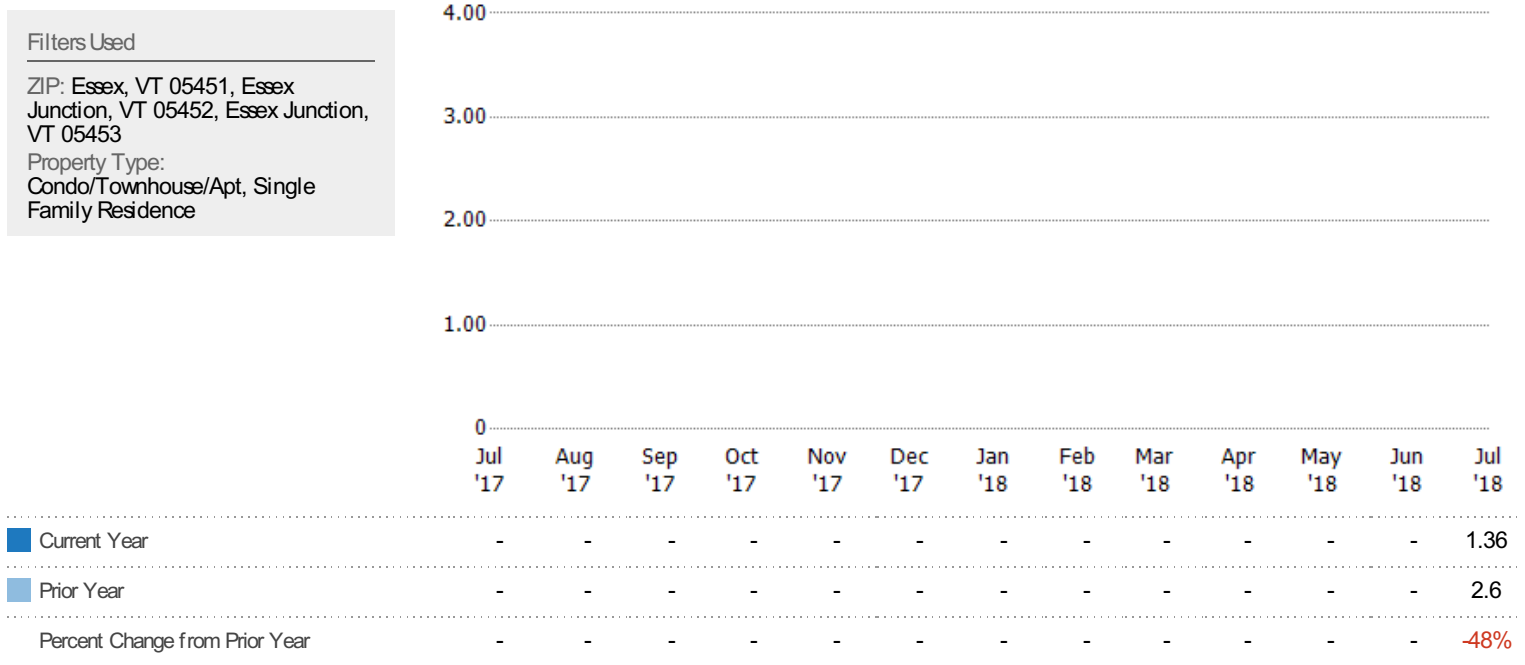 Filters Used
ZIP: Essex, VT 05451, Essex
Junction, VT 05452, Essex Junction,
VT 05453
Property Type:
Condo/Townhouse/Apt, Single
Family Residence
4.00
3.00
2.00
1.00
0
Jul Aug Sep Oct Nov Dec Jan Feb Mar Apr May Jun Jul
'17 '17 '17 '17 '17 '17 '18 '18 '18 '18 '18 '18 '18
Current Year - - - - - - - - - - - - 1.36
Prior Year - - - - - - - - - - - - 2.6
Percent Change from Prior Year - - - - - - - - - - - - -48%